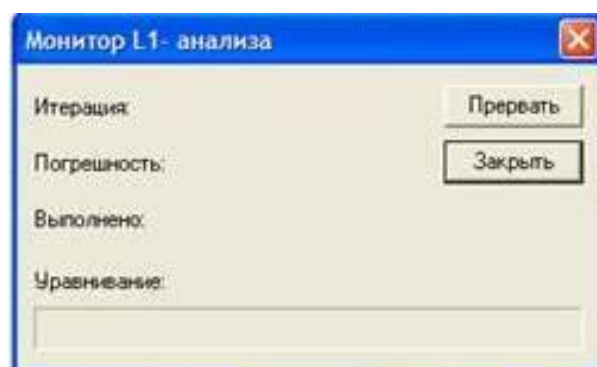 Монитор L1- анализа
Итерация:
Прервать
Погрешность:
Закрыть
Выполнено:
Уравнивание: